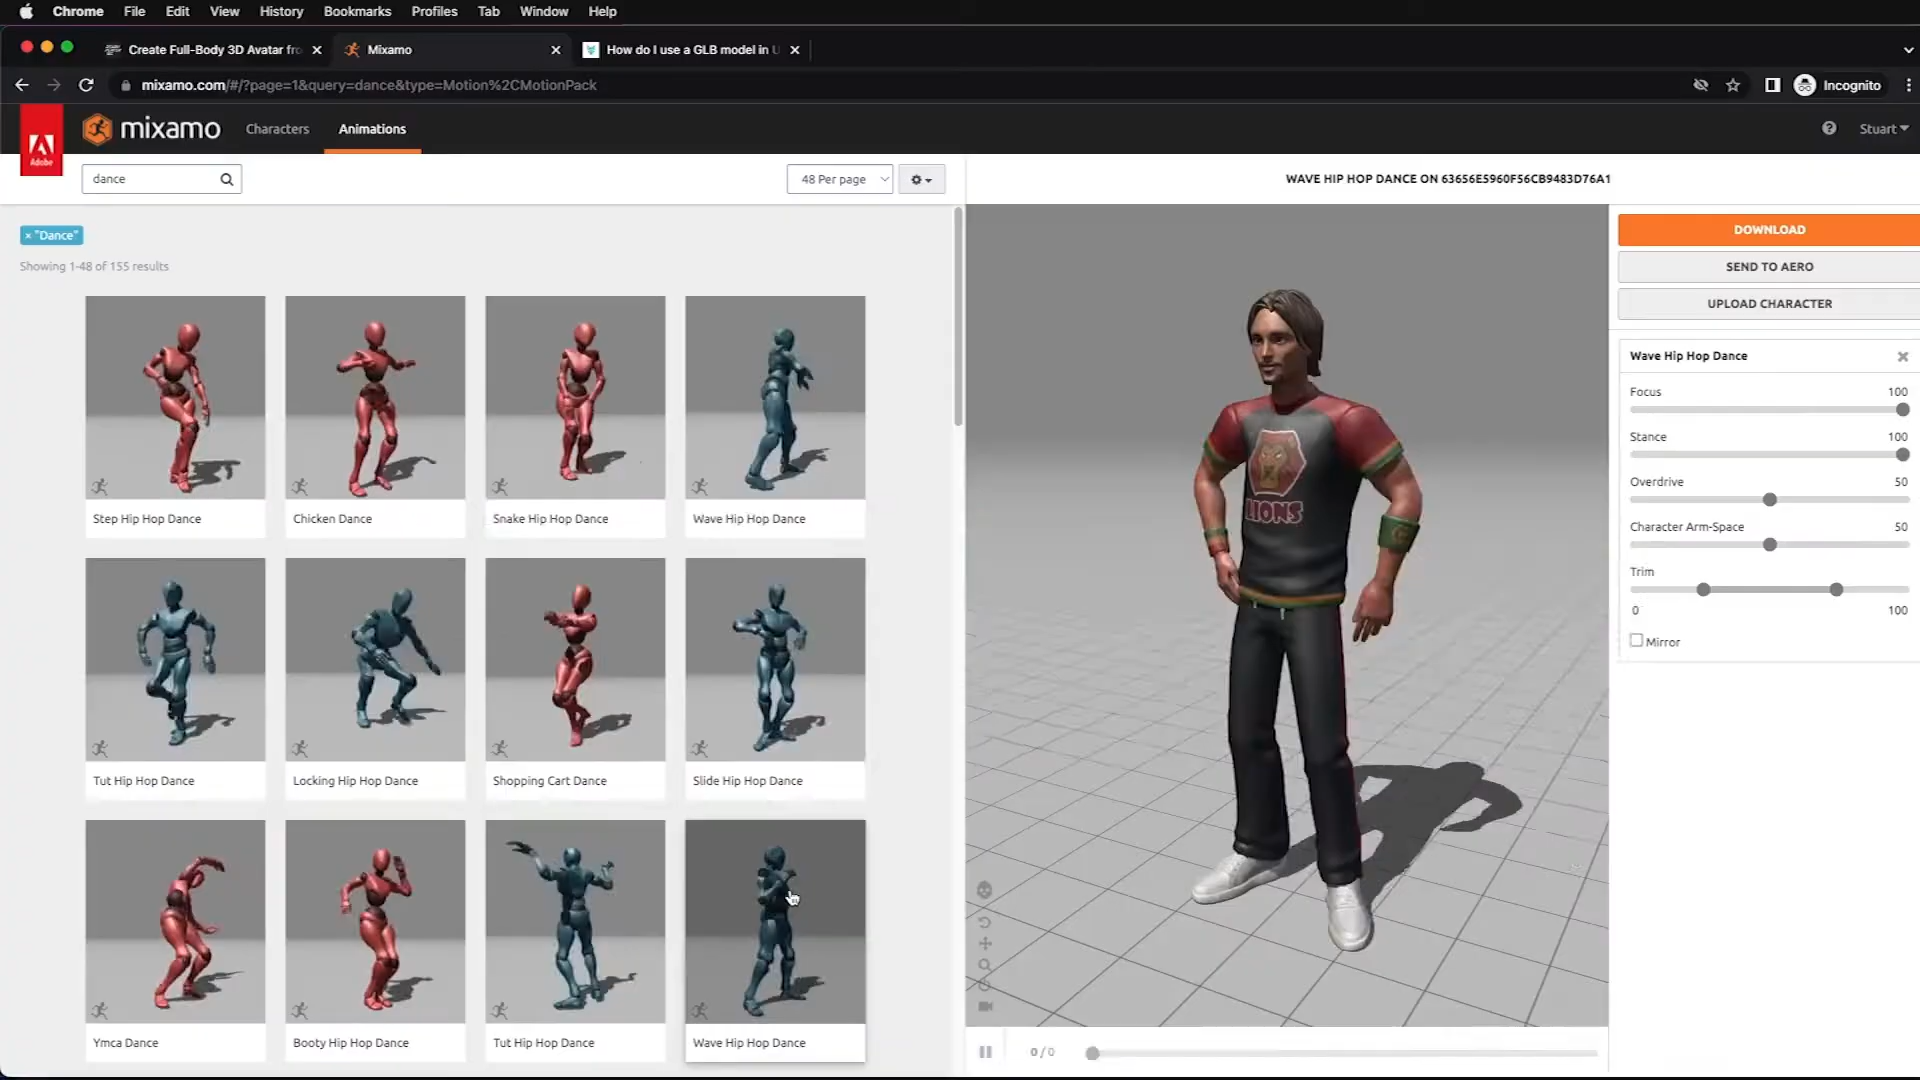 Chrome File Edit View History Bookmarks Profiles Tab Window Help
Create Full-Body 3D Avatar fro
Mixamo
How do I use a GLB model in U
mixamo.com/#/?page=1&query=dance&type=Motion%2CMotionPack
Incognito
Adobe
mixamo
Characters
Animations
Stuart
dance
48 Per page
WAVE HIP HOP DANCE ON 63656E5960F56CB9483D76A1
× "Dance"
Showing 1-48 of 155 results
Step Hip Hop Dance
Chicken Dance
Snake Hip Hop Dance
Wave Hip Hop Dance
Tut Hip Hop Dance
Locking Hip Hop Dance
Shopping Cart Dance
Slide Hip Hop Dance
Ymca Dance
Booty Hip Hop Dance
Tut Hip Hop Dance
Wave Hip Hop Dance
LIONS
0 / 0
DOWNLOAD
SEND TO AERO
UPLOAD CHARACTER
Wave Hip Hop Dance
Focus 100
Stance 100
Overdrive 50
Character Arm-Space 50
Trim
0 100
Mirror